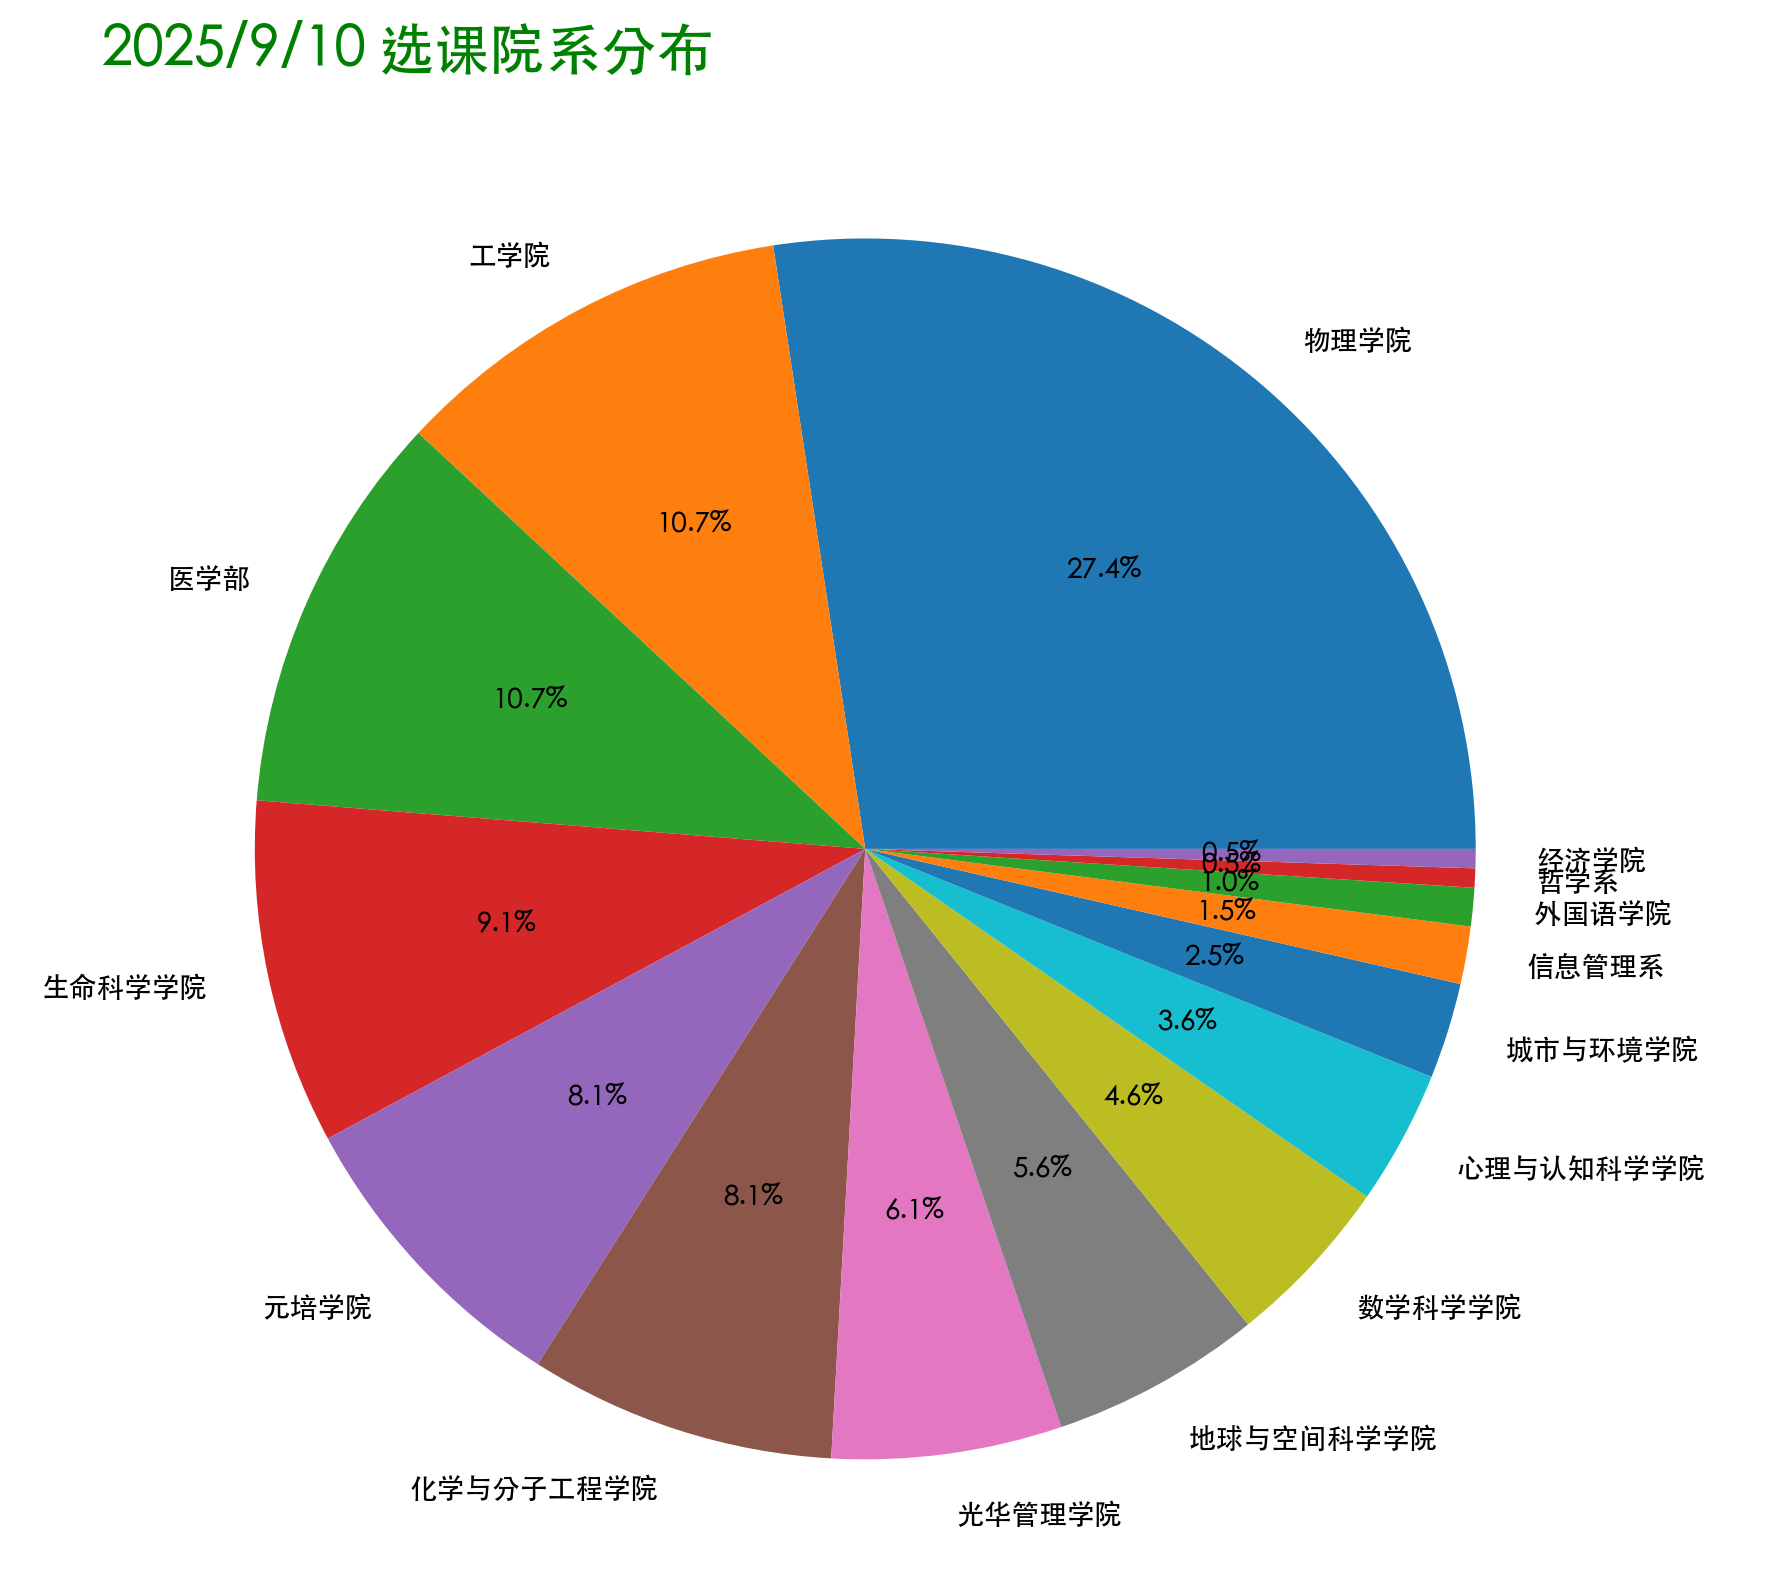 2025/9/10 选课院系分布
工学院
物理学院
10.7%
27.4%
医学部
10.7%
0.5%
经济学院
0.5%
哲学系
1.0%
外国语学院
1.5%
信息管理系
9.1%
2.5%
生命科学学院
3.6%
城市与环境学院
8.1%
4.6%
心理与认知科学学院
8.1%
5.6%
6.1%
元培学院
数学科学学院
地球与空间科学学院
化学与分子工程学院
光华管理学院